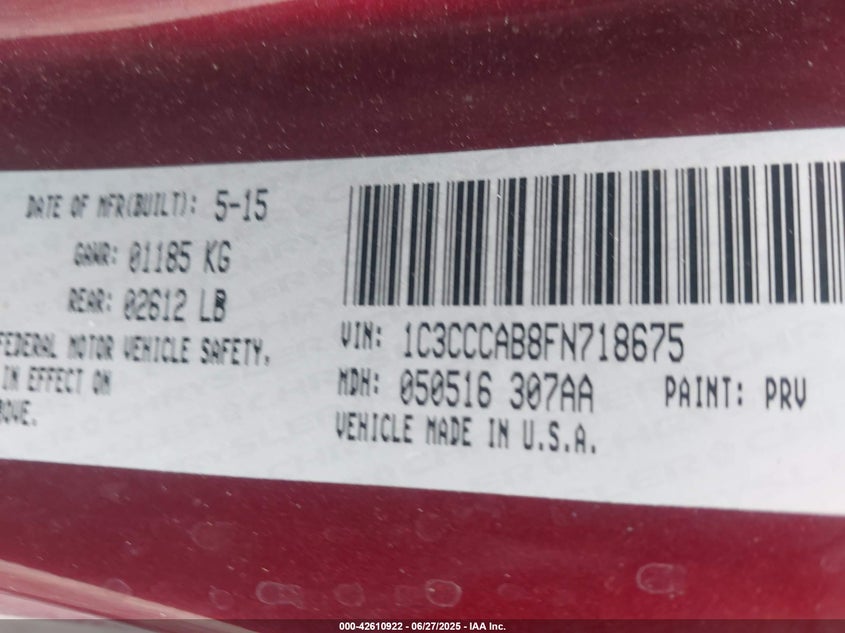 DATE OF MFR(BUILT): 5-15
GAWR: 01185 KG
REAR: 02612 LB
FEDERAL MOTOR VEHICLE SAFETY,
IN EFFECT ON
VIN: 1C3CCCAB8FN718675
MDH: 050516 307AA PAINT: PRV
VEHICLE MADE IN U.S.A.
000-42610922 - 06/27/2025 - IAA Inc.